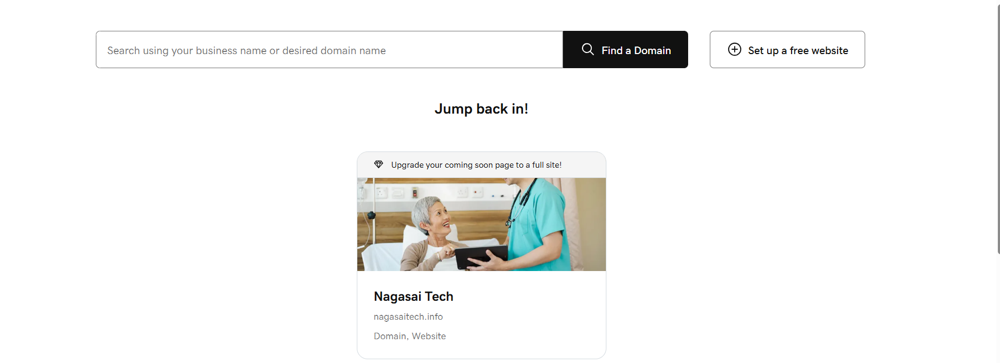 Search using your business name or desired domain name
Find a Domain
Set up a free website
Jump back in!
Upgrade your coming soon page to a full site!
Nagasai Tech
nagasaitech.info
Domain, Website